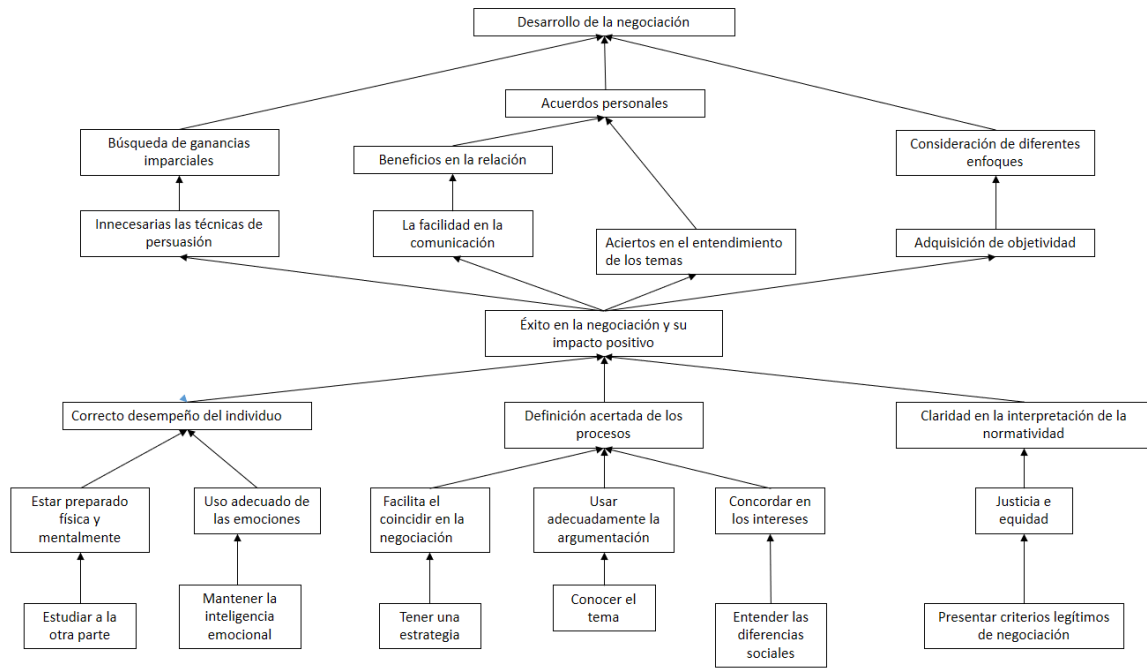 Desarrollo de la negociación
Acuerdos personales
Búsqueda de ganancias
imparciales
Beneficios en la relación
Consideración de diferentes
enfoques
Innecesarias las técnicas de
persuasión
La facilidad en la
comunicación
Aciertos en el entendimiento
de los temas
Adquisición de objetividad
Éxito en la negociación y su
impacto positivo
Correcto desempeño del individuo
Definición acertada de los
procesos
Claridad en la interpretación de la
normatividad
Estar preparado
física y
mentalmente
Uso adecuado de
las emociones
Facilita el
coincidir en la
negociación
Usar
adecuadamente la
argumentación
Concordar en
los intereses
Justicia e
equidad
Estudiar a la
otra parte
Mantener la
inteligencia
emocional
Tener una
estrategia
Conocer el
tema
Entender las
diferencias
sociales
Presentar criterios legítimos
de negociación